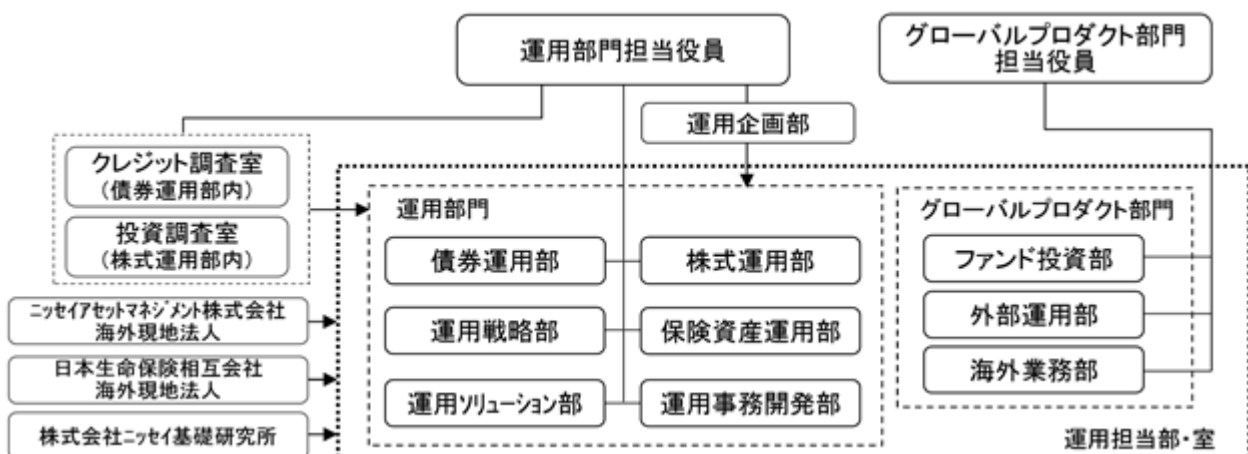 運用部門担当役員
グローバルプロダクト部門
担当役員
運用企画部
クレジット調査室
(債券運用部内)
投資調査室
(株式運用部内)
運用部門
債券運用部
株式運用部
運用戦略部
保険資産運用部
運用ソリューション部
運用事務開発部
グローバルプロダクト部門
ファンド投資部
外部運用部
海外業務部
ニッセイアセットマネジメント株式会社
海外現地法人
日本生命保険相互会社
海外現地法人
株式会社ニッセイ基礎研究所
運用担当部・室